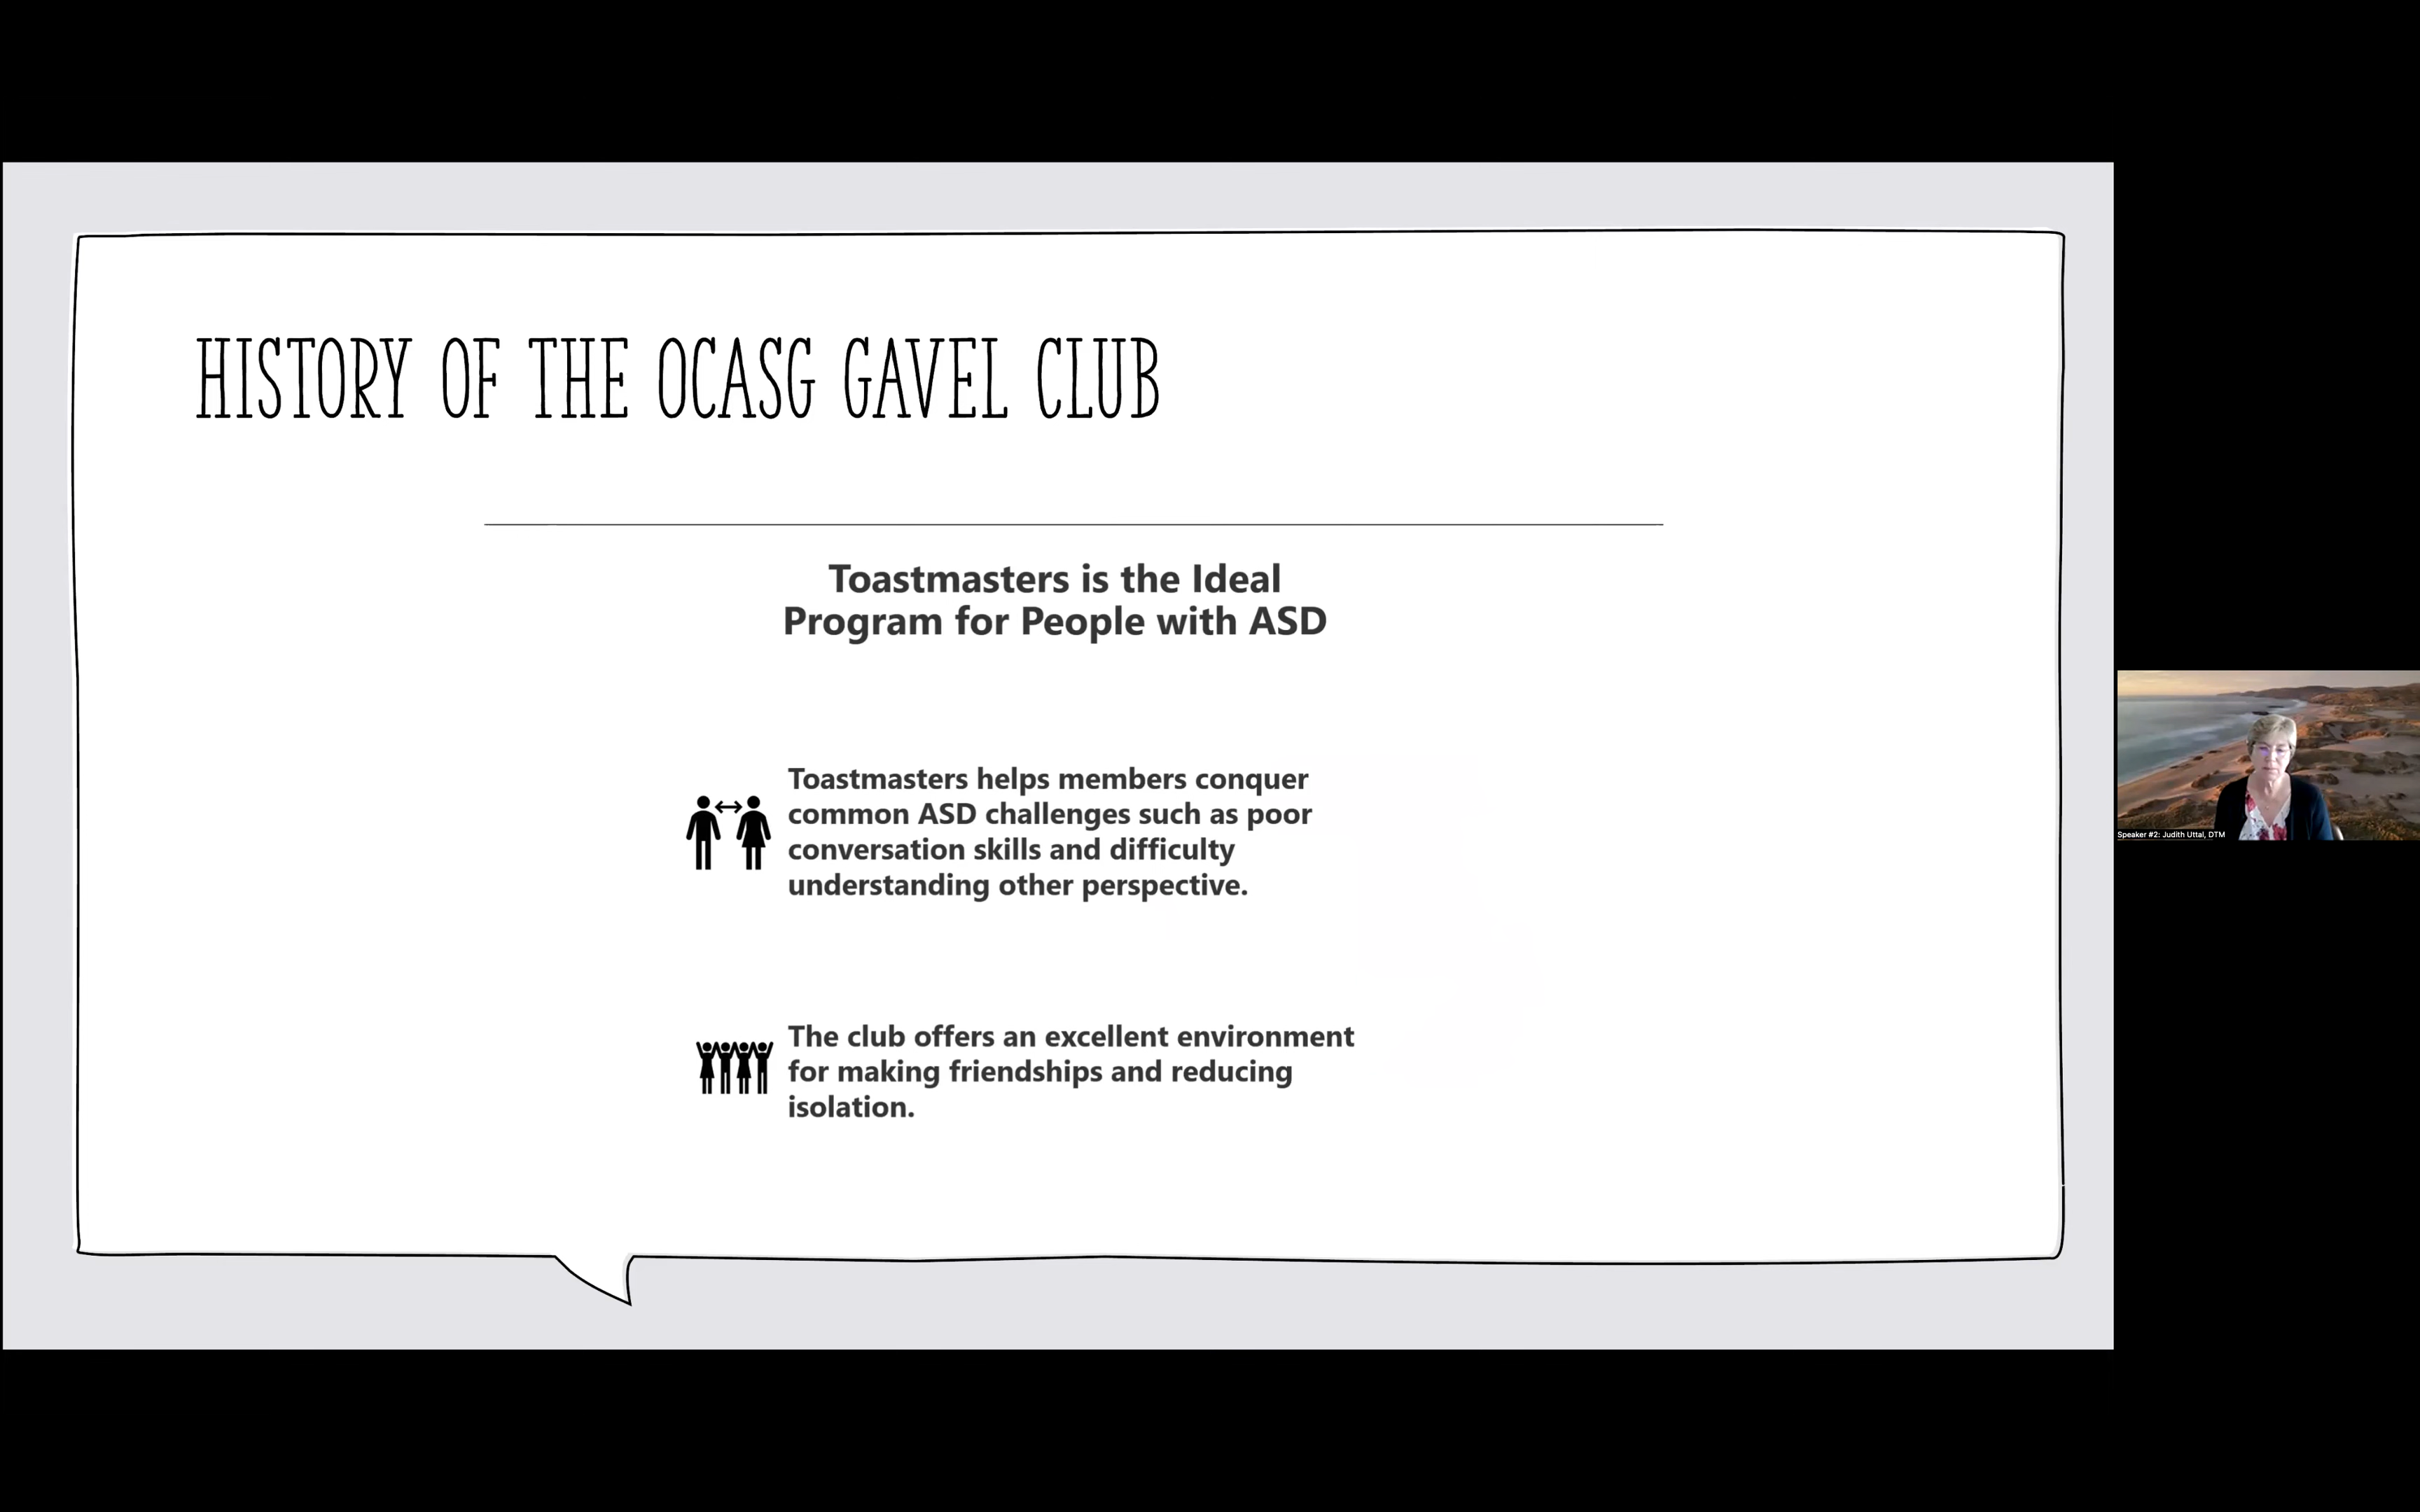 HISTORY OF THE OCASG GAVEL CLUB
Toastmasters is the Ideal
Program for People with ASD
Toastmasters helps members conquer
common ASD challenges such as poor
conversation skills and difficulty
understanding other perspective.
The club offers an excellent environment
for making friendships and reducing
isolation.
Speaker #2: Judith Uttal, DTM